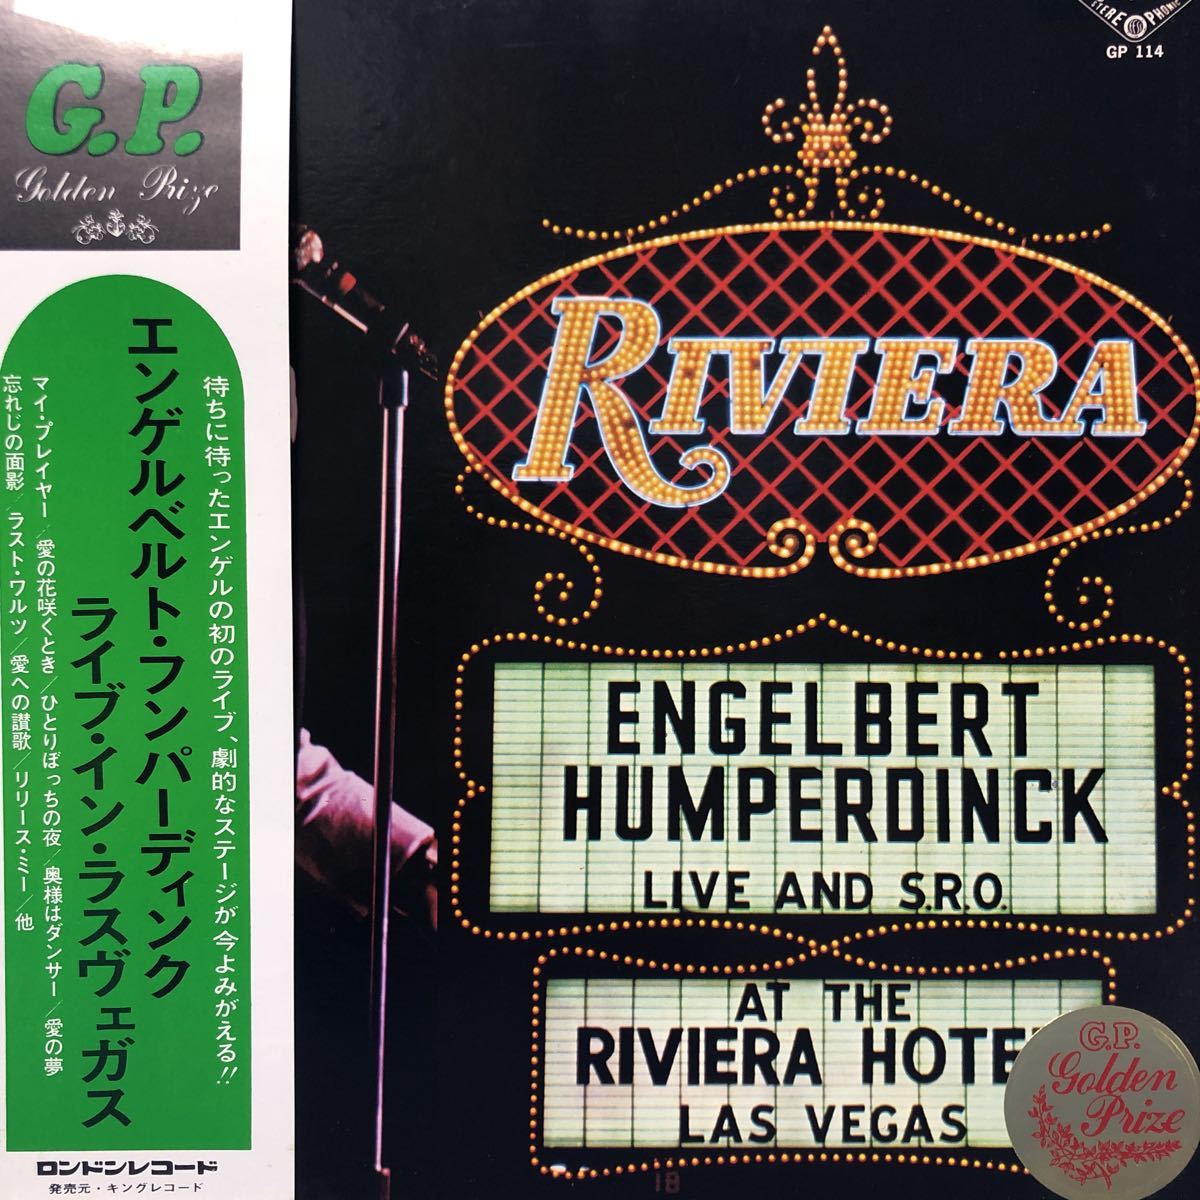 G.P.
Golden Prize
待ちに待ったエンゲルの初のライブ、劇的なステージが今よみがえる!!
エンゲルベルト・フンパーディンク
ライブ・イン・ラスヴェガス
マイ・プレイヤー/愛の花咲くとき/ひとりぼっちの夜/奥様はダンサー/愛の夢
忘れじの面影/ラスト・ワルツ/愛への讃歌/リリース・ミー/他
ロンドンレコード
発売元・キングレコード
STEREO PHONIC
GP 114
RIVIERA
ENGELBERT
HUMPERDINCK
LIVE AND S.R.O.
AT THE
RIVIERA HOTE
LAS VEGAS
G.P.
Golden
Prize
18